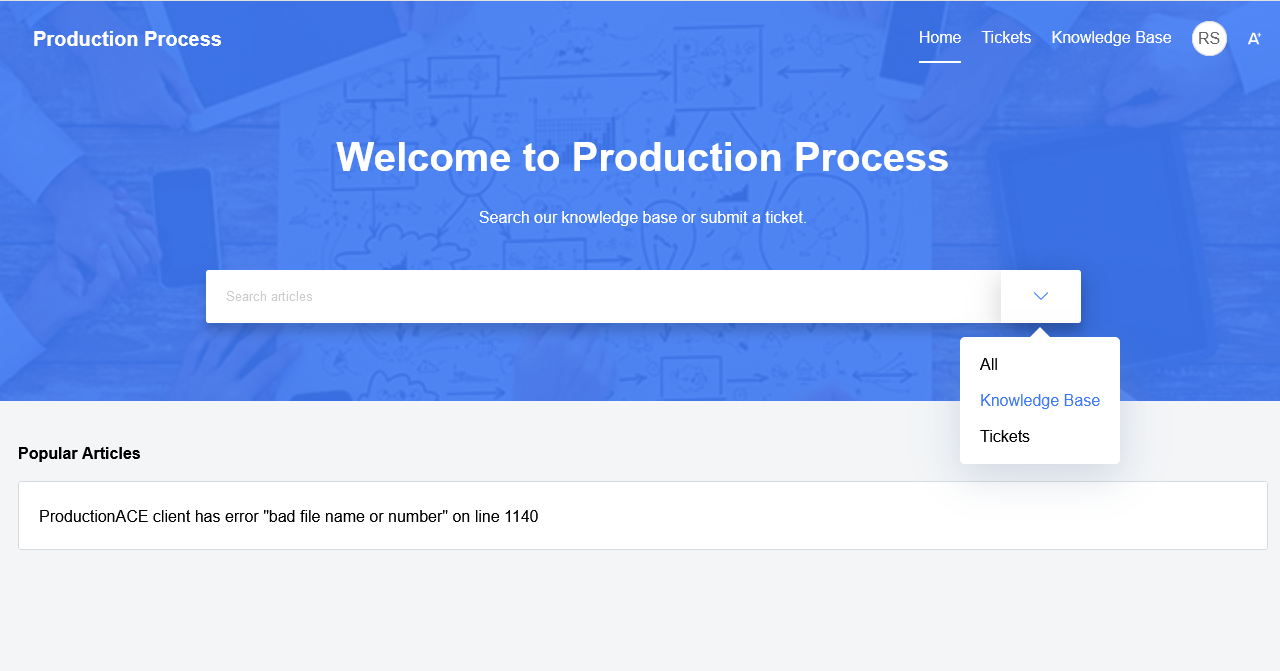 Production Process
Home Tickets Knowledge Base RS A+
Welcome to Production Process
Search our knowledge base or submit a ticket.
Search articles
All
Knowledge Base
Tickets
Popular Articles
ProductionACE client has error "bad file name or number" on line 1140